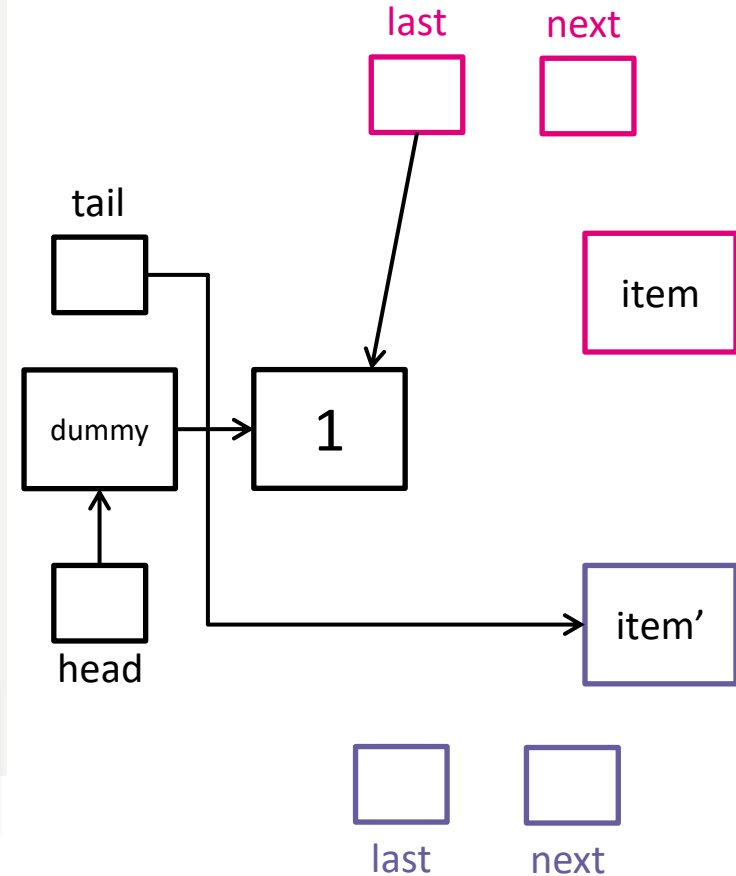 last next
tail
item
dummy
1
item’
head
last next